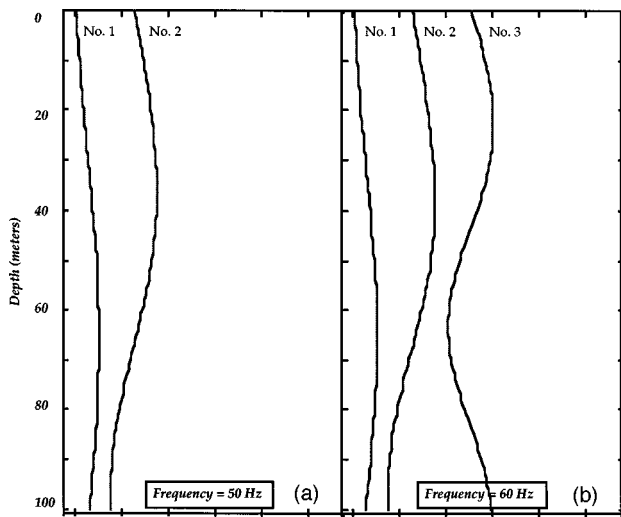 0
No. 1 No. 2
No. 1 No. 2 No. 3
20
40
Depth (meters)
60
80
100
Frequency = 50 Hz (a)
Frequency = 60 Hz (b)